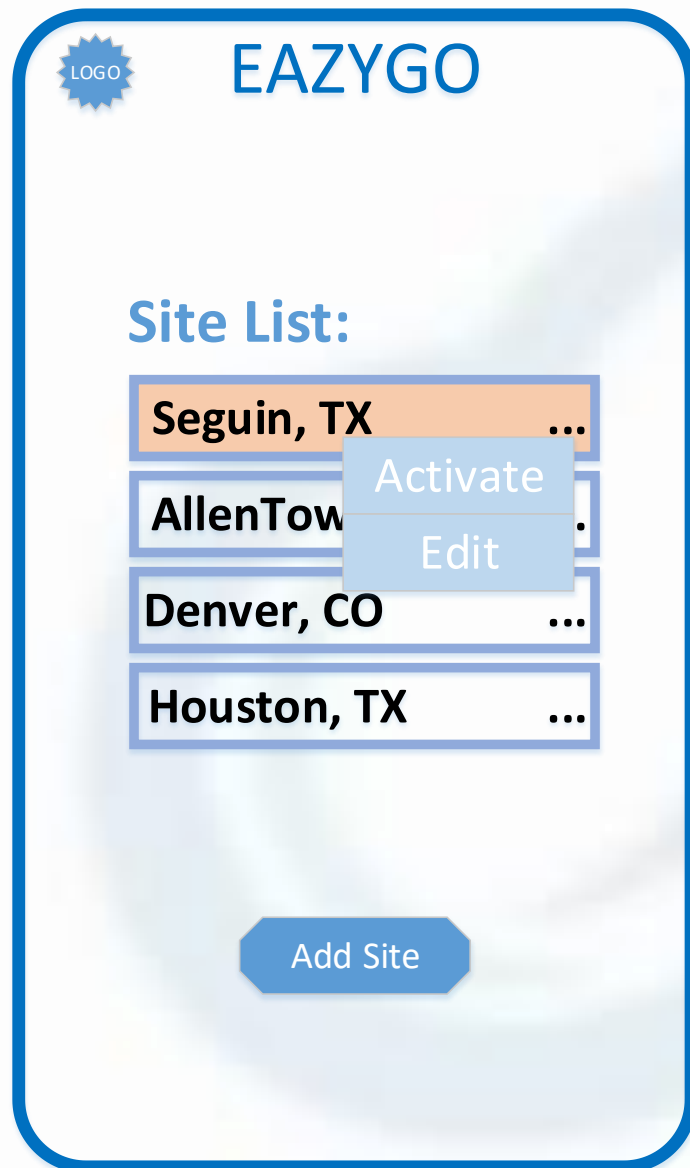 LOGO
EAZYGO
Site List:
Seguin, TX ...
Activate
AllenTow .
Edit
Denver, CO ...
Houston, TX ...
Add Site